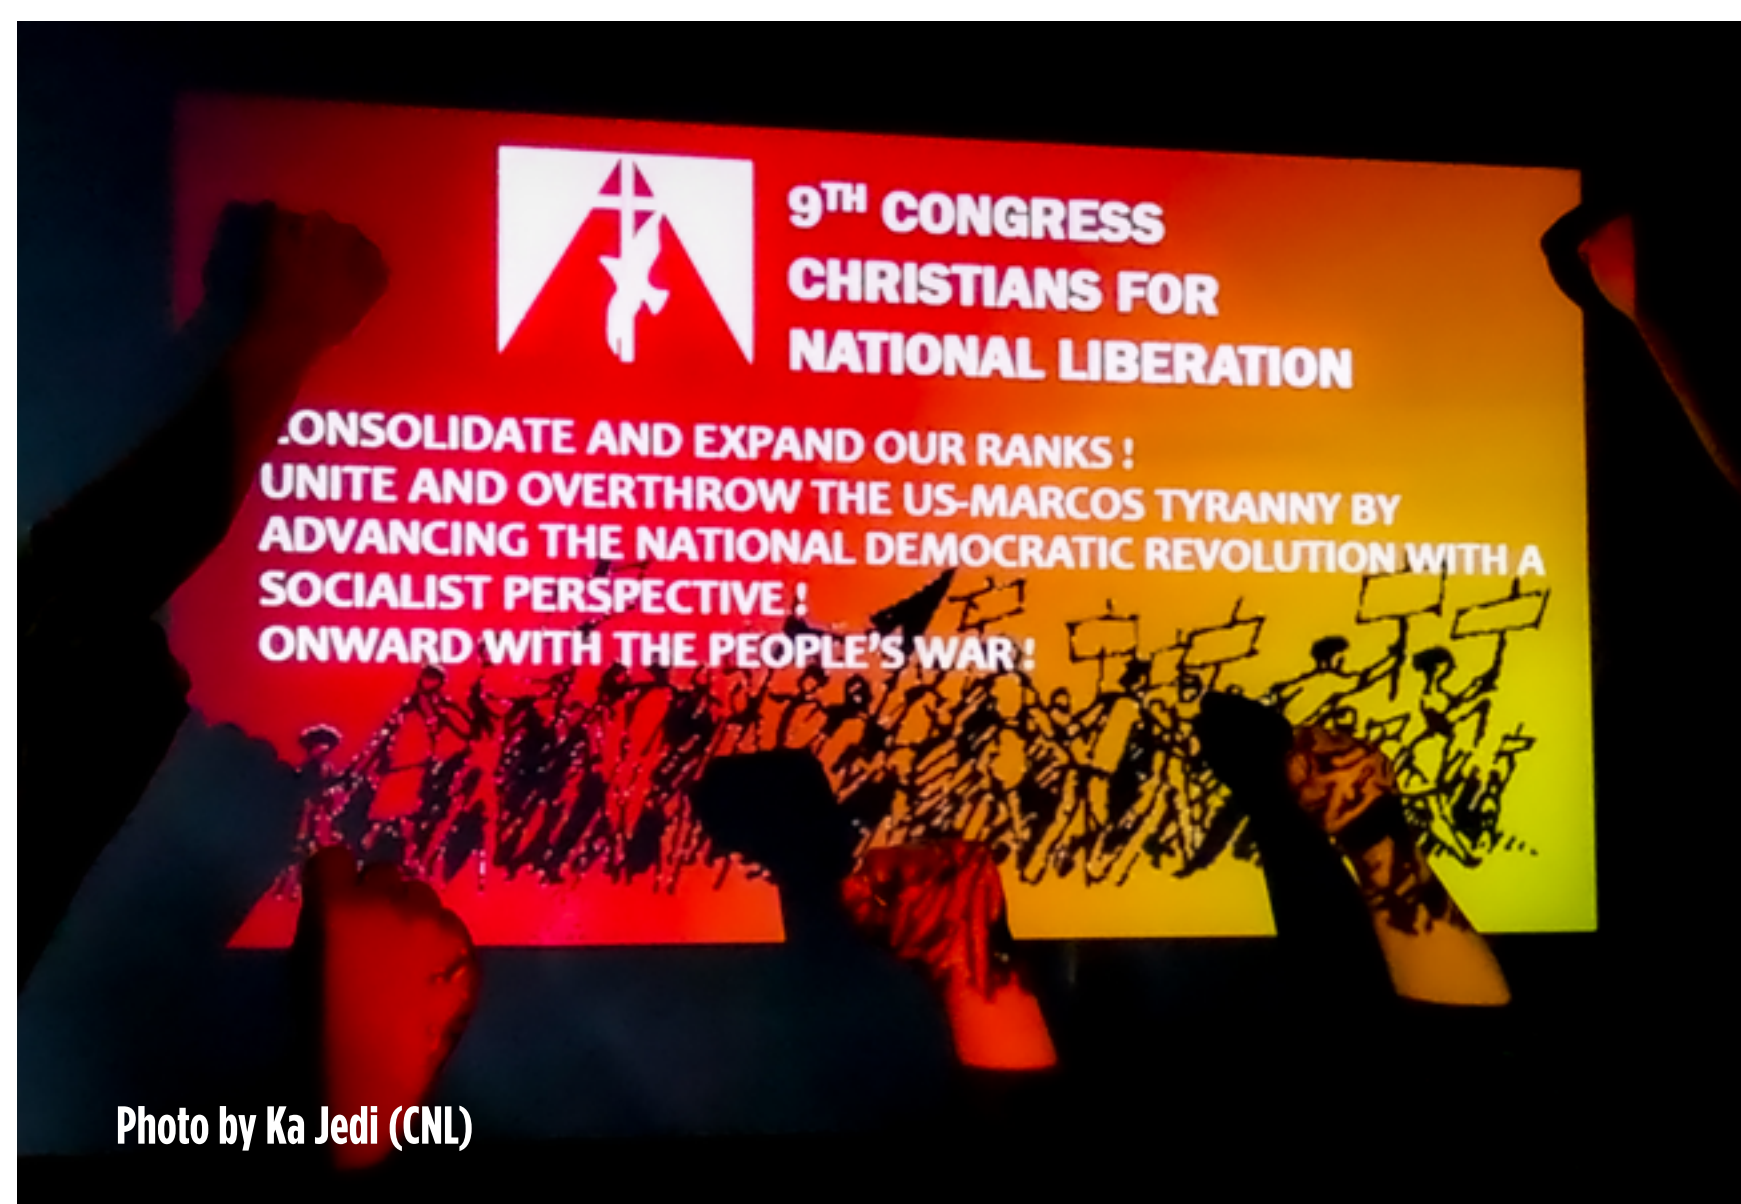 9TH CONGRESS
CHRISTIANS FOR
NATIONAL LIBERATION
CONSOLIDATE AND EXPAND OUR RANKS !
UNITE AND OVERTHROW THE US-MARCOS TYRANNY BY
ADVANCING THE NATIONAL DEMOCRATIC REVOLUTION WITH A
SOCIALIST PERSPECTIVE !
ONWARD WITH THE PEOPLE'S WAR !
Photo by Ka Jedi (CNL)